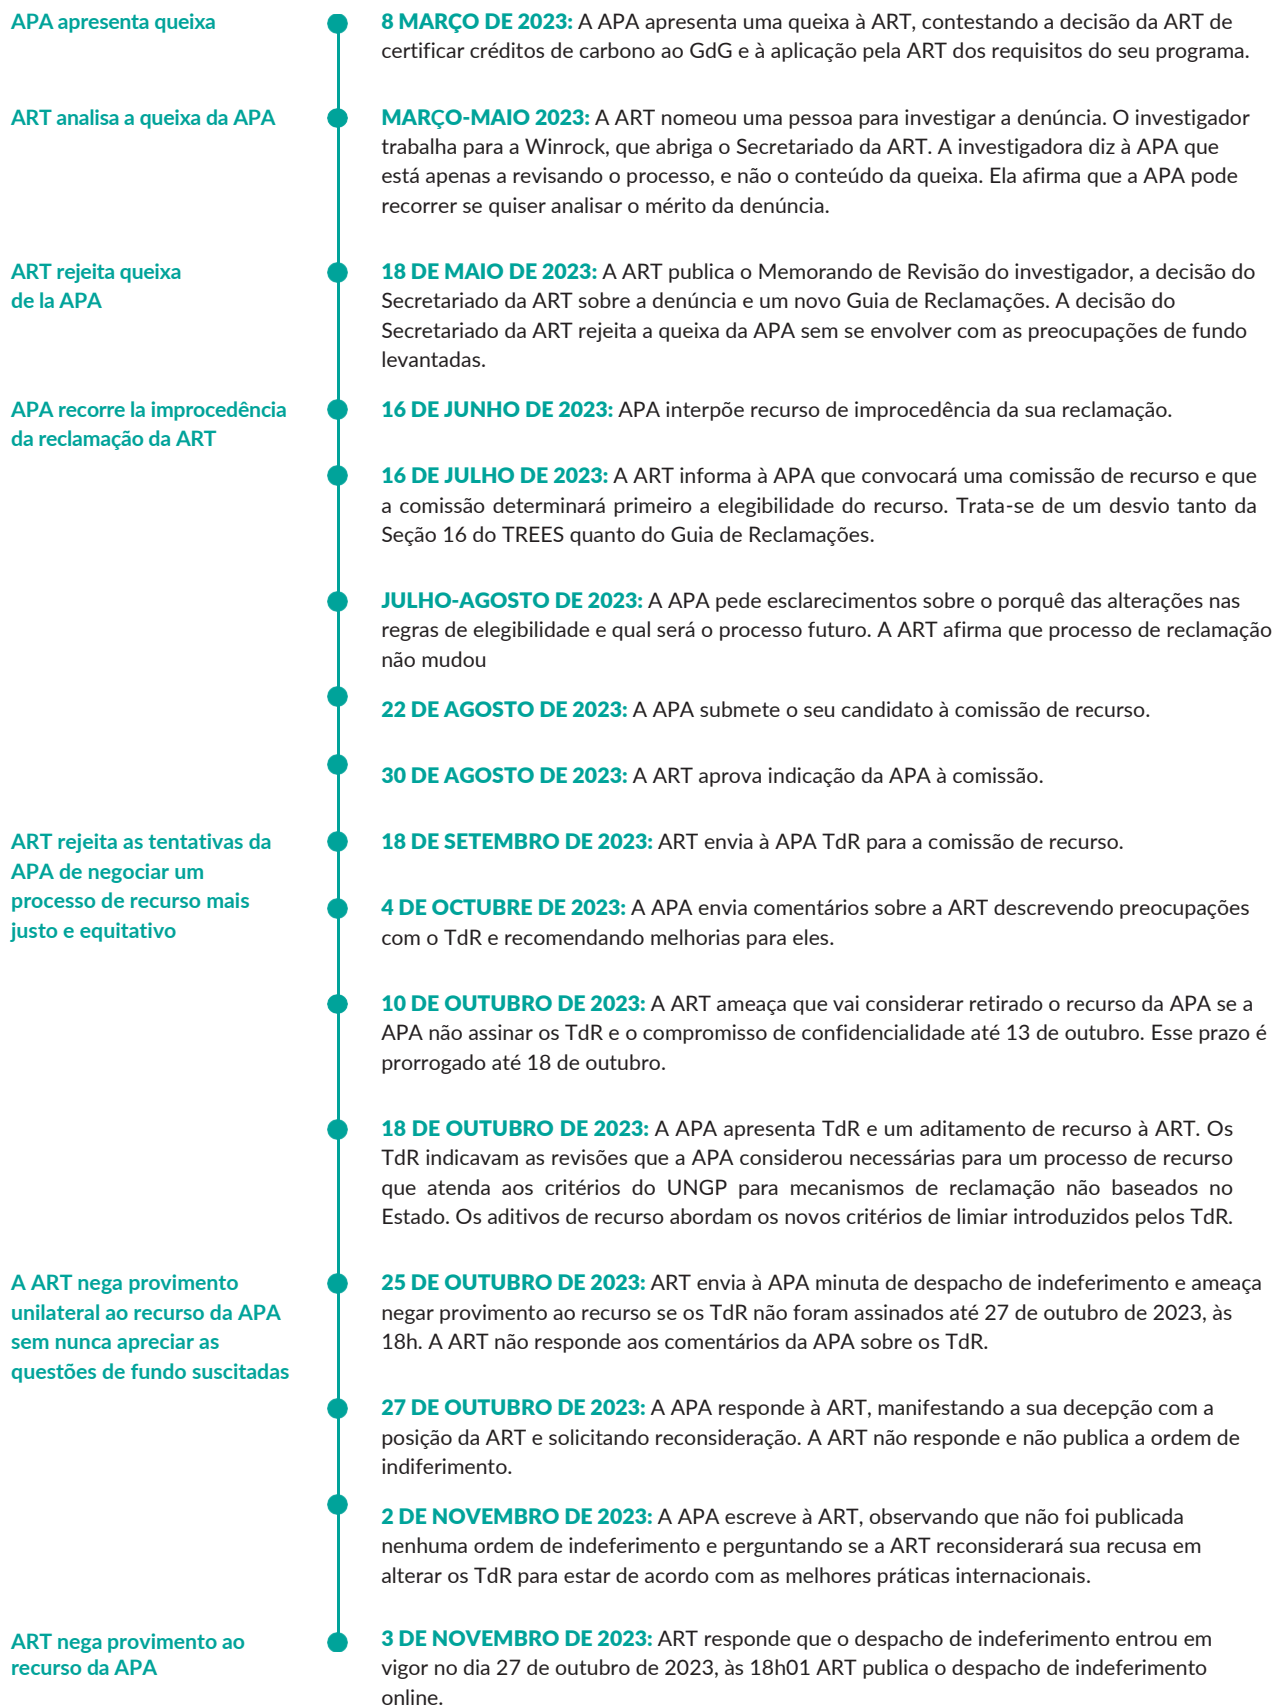 APA apresenta queixa
8 MARÇO DE 2023: A APA apresenta uma queixa à ART, contestando a decisão da ART de
certificar créditos de carbono ao GdG e à aplicação pela ART dos requisitos do seu programa.
ART analisa a queixa da APA
MARÇO-MAIO 2023: A ART nomeou uma pessoa para investigar a denúncia. O investigador
trabalha para a Winrock, que abriga o Secretariado da ART. A investigadora diz à APA que
está apenas a revisando o processo, e não o conteúdo da queixa. Ela afirma que a APA pode
recorrer se quiser analisar o mérito da denúncia.
ART rejeita queixa
de la APA
18 DE MAIO DE 2023: A ART publica o Memorando de Revisão do investigador, a decisão do
Secretariado da ART sobre a denúncia e um novo Guia de Reclamações. A decisão do
Secretariado da ART rejeita a queixa da APA sem se envolver com as preocupações de fundo
levantadas.
APA recorre la improcedência
da reclamação da ART
16 DE JUNHO DE 2023: APA interpõe recurso de improcedência da sua reclamação.
16 DE JULHO DE 2023: A ART informa à APA que convocará uma comissão de recurso e que
a comissão determinará primeiro a elegibilidade do recurso. Trata-se de um desvio tanto da
Seção 16 do TREES quanto do Guia de Reclamações.
JULHO-AGOSTO DE 2023: A APA pede esclarecimentos sobre o porquê das alterações nas
regras de elegibilidade e qual será o processo futuro. A ART afirma que processo de reclamação
não mudou
22 DE AGOSTO DE 2023: A APA submete o seu candidato à comissão de recurso.
30 DE AGOSTO DE 2023: A ART aprova indicação da APA à comissão.
ART rejeita as tentativas da
APA de negociar um
processo de recurso mais
justo e equitativo
18 DE SETEMBRO DE 2023: ART envia à APA TdR para a comissão de recurso.
4 DE OCTUBRE DE 2023: A APA envia comentários sobre a ART descrevendo preocupações
com o TdR e recomendando melhorias para eles.
10 DE OUTUBRO DE 2023: A ART ameaça que vai considerar retirado o recurso da APA se a
APA não assinar os TdR e o compromisso de confidencialidade até 13 de outubro. Esse prazo é
prorrogado até 18 de outubro.
18 DE OUTUBRO DE 2023: A APA apresenta TdR e um aditamento de recurso à ART. Os
TdR indicavam as revisões que a APA considerou necessárias para um processo de recurso
que atenda aos critérios do UNGP para mecanismos de reclamação não baseados no
Estado. Os aditivos de recurso abordam os novos critérios de limiar introduzidos pelos TdR.
A ART nega provimento
unilateral ao recurso da APA
sem nunca apreciar as
questões de fundo suscitadas
25 DE OUTUBRO DE 2023: ART envia à APA minuta de despacho de indeferimento e ameaça
negar provimento ao recurso se os TdR não foram assinados até 27 de outubro de 2023, às
18h. A ART não responde aos comentários da APA sobre os TdR.
27 DE OUTUBRO DE 2023: A APA responde à ART, manifestando a sua decepção com a
posição da ART e solicitando reconsideração. A ART não responde e não publica a ordem de
indiferimento.
2 DE NOVEMBRO DE 2023: A APA escreve à ART, observando que não foi publicada
nenhuma ordem de indeferimento e perguntando se a ART reconsiderará sua recusa em
alterar os TdR para estar de acordo com as melhores práticas internacionais.
ART nega provimento ao
recurso da APA
3 DE NOVEMBRO DE 2023: ART responde que o despacho de indeferimento entrou em
vigor no dia 27 de outubro de 2023, às 18h01 ART publica o despacho de indeferimento
online.